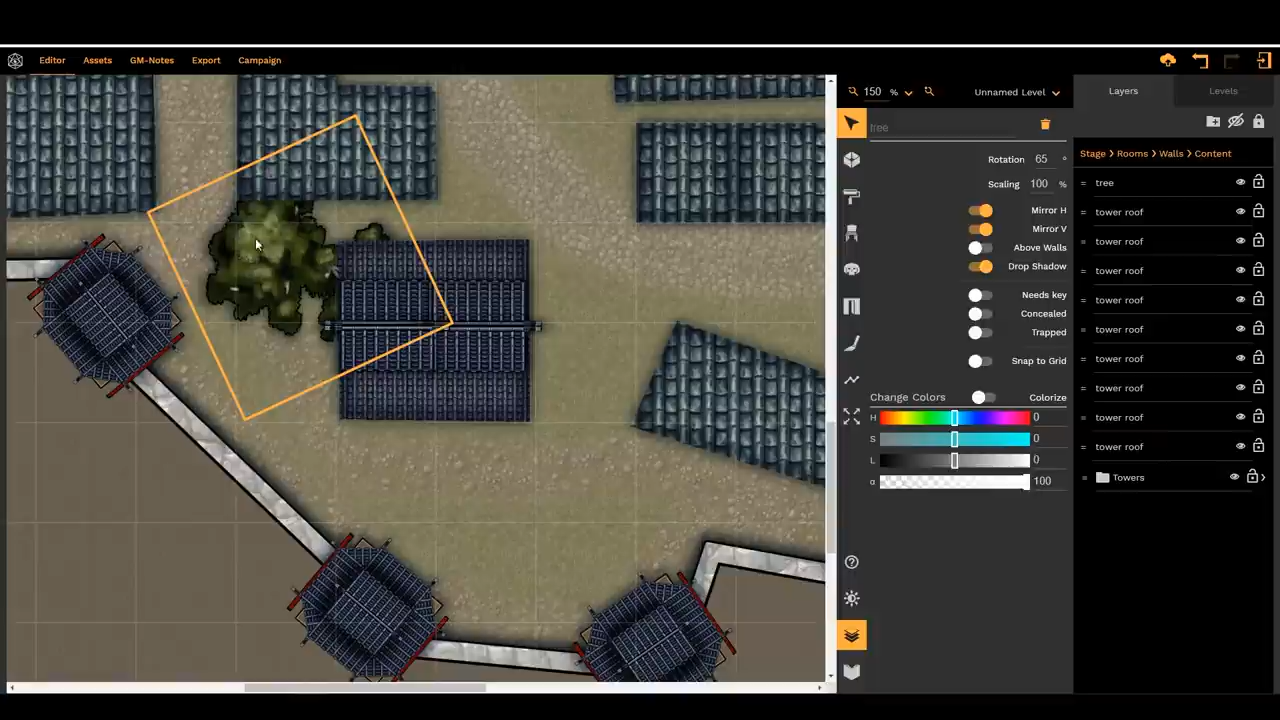 Editor Assets GM-Notes Export Campaign
150 % Unnamed Level
Layers Levels
tree
Stage Rooms Walls Content
Rotation 65 °
Scaling 100 %
Mirror H
Mirror V
Above Walls
Drop Shadow
Needs key
Concealed
Trapped
Snap to Grid
Change Colors Colorize
H 0
S 0
L 0
α 100
tree
tower roof
tower roof
tower roof
tower roof
tower roof
tower roof
tower roof
tower roof
tower roof
Towers